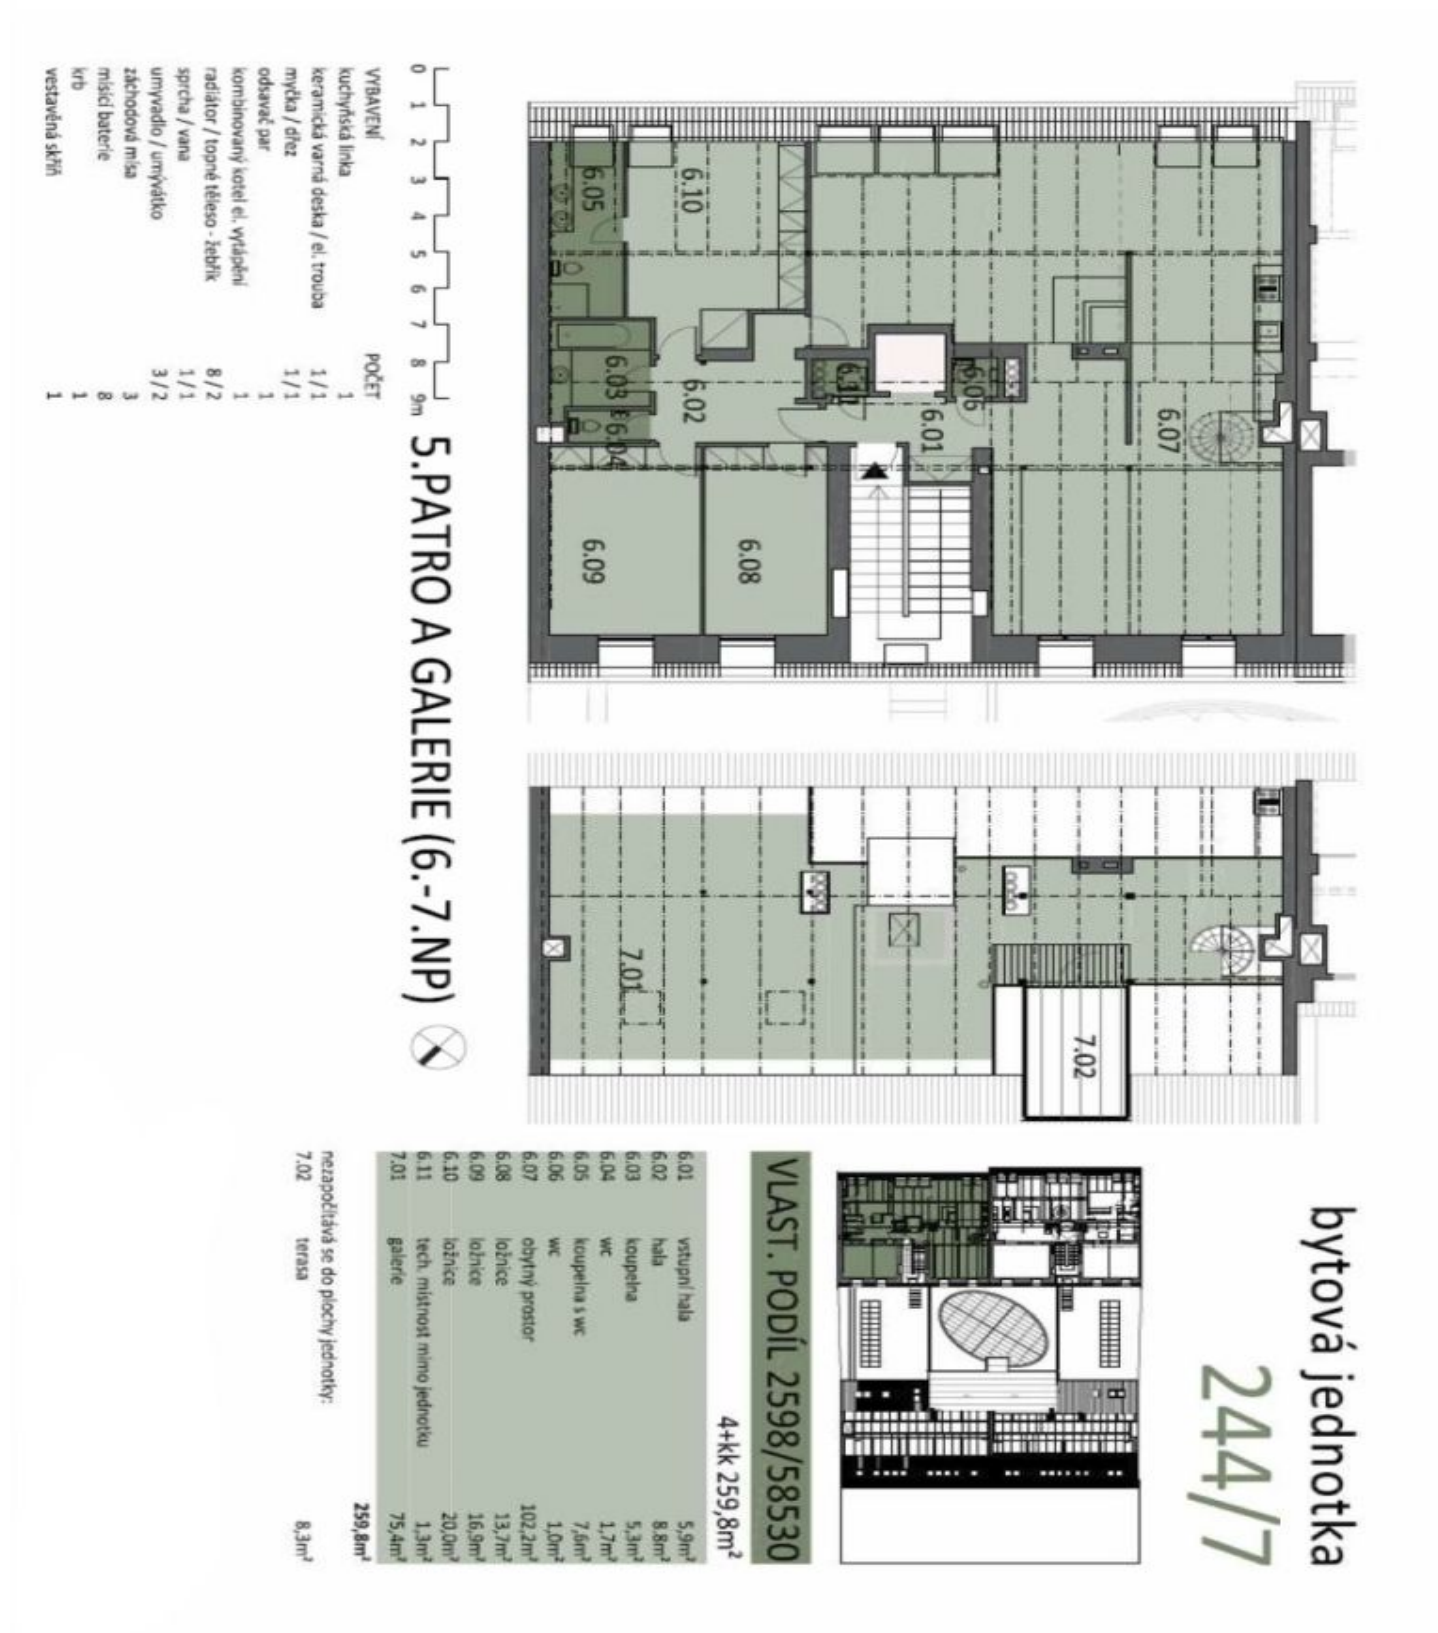 bytová jednotka
244/7
VLAST. PODÍL 2598/58530
4+kk 259,8m²
6.01 vstupní hala 5,9m²
6.02 hala 8.8m²
6.03 koupelna 5,3m²
6.04 wc 1,7m²
6.05 koupelna s wc 7,6m²
6.06 wc 1,0m²
6.07 obytný prostor 102,2m²
6.08 ložnice 13,7m²
6.09 ložnice 16,9m²
6.10 ložnice 20,0m²
6.11 tech. místnost mimo jednotku 1,3m²
7.01 galerie 75,4m²
259,8m²
nezapočítává se do plochy jednotky:
7.02 terasa 8,3m²
6.05
6.10
6.03
6.04
6.02
6.11
6.06
6.01
6.07
6.09
6.08
7.01
7.02
5.PATRO A GALERIE (6.-7.NP)
0 1 2 3 4 5 6 7 8 9m
VYBAVENÍ POČET
kuchyňská linka 1
keramická varná deska / el. trouba 1/1
myčka / dřez 1/1
odsavač par 1
kombinovaný kotel el. vytápění 1
radiátor / topné těleso - žebřík 8/2
sprcha / vana 1/1
umyvadlo / umývátko 3/2
záchodová mísa 3
mísící baterie 8
krb 1
vestavěná skříň 1